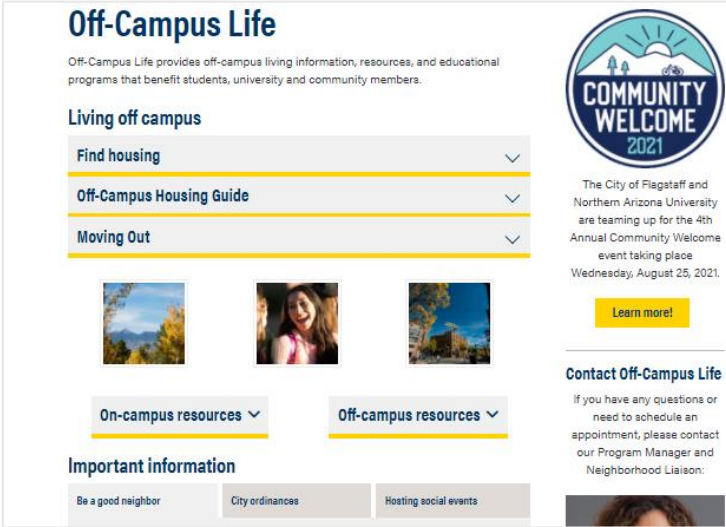 Off-Campus Life
Off-Campus Life provides off-campus living information, resources, and educational
programs that benefit students, university and community members.
Living off campus
Find housing
Off-Campus Housing Guide
Moving Out
On-campus resources
Off-campus resources
Important information
Be a good neighbor
City ordinances
Hosting social events
COMMUNITY
WELCOME
2021
The City of Flagstaff and
Northern Arizona University
are teaming up for the 4th
Annual Community Welcome
event taking place
Wednesday, August 25, 2021.
Learn more!
Contact Off-Campus Life
If you have any questions or
need to schedule an
appointment, please contact
our Program Manager and
Neighborhood Liaison: